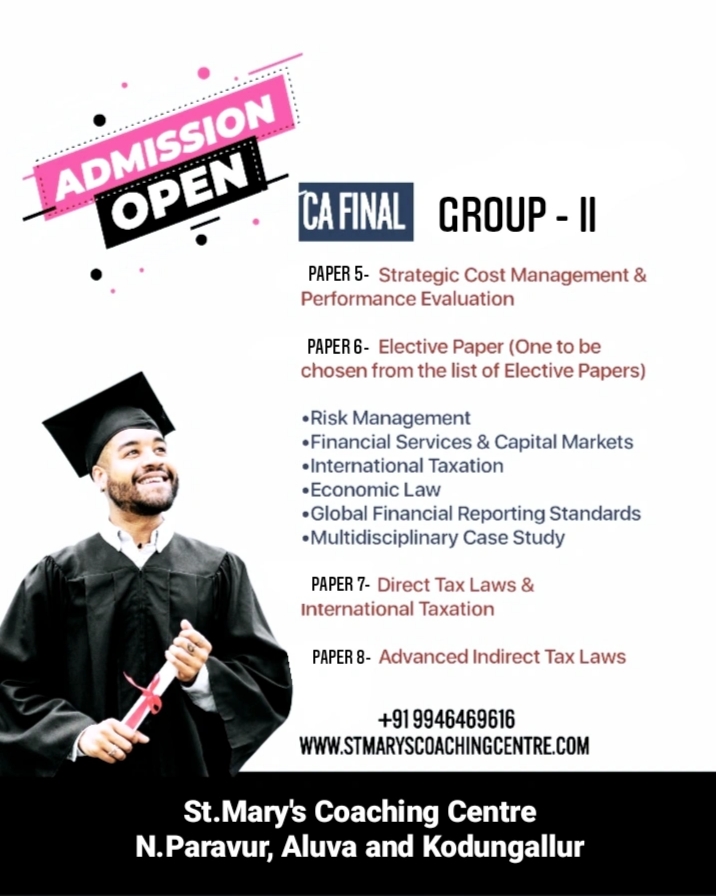 ADMISSION
OPEN
CA FINAL GROUP - II
PAPER 5- Strategic Cost Management &
Performance Evaluation
PAPER 6- Elective Paper (One to be
chosen from the list of Elective Papers)
•Risk Management
•Financial Services & Capital Markets
•International Taxation
•Economic Law
•Global Financial Reporting Standards
•Multidisciplinary Case Study
PAPER 7- Direct Tax Laws &
International Taxation
PAPER 8- Advanced Indirect Tax Laws
+91 9946469616
WWW.STMARYSCOACHINGCENTRE.COM
St.Mary's Coaching Centre
N.Paravur, Aluva and Kodungallur